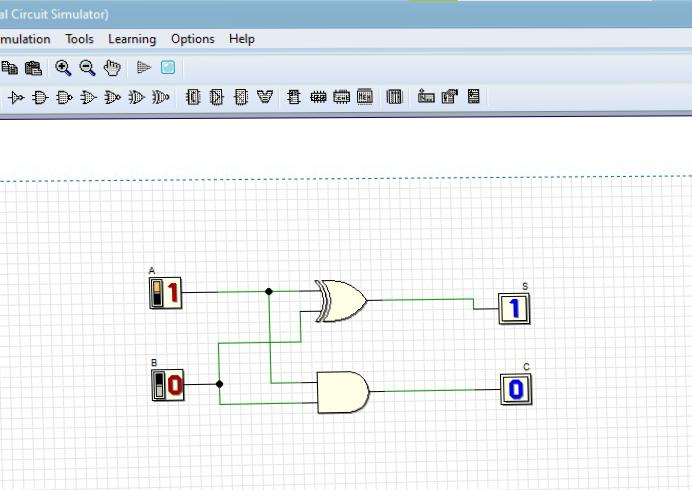 al Circuit Simulator)
mulation Tools Learning Options Help
A
1
S
1
B
0
C
0